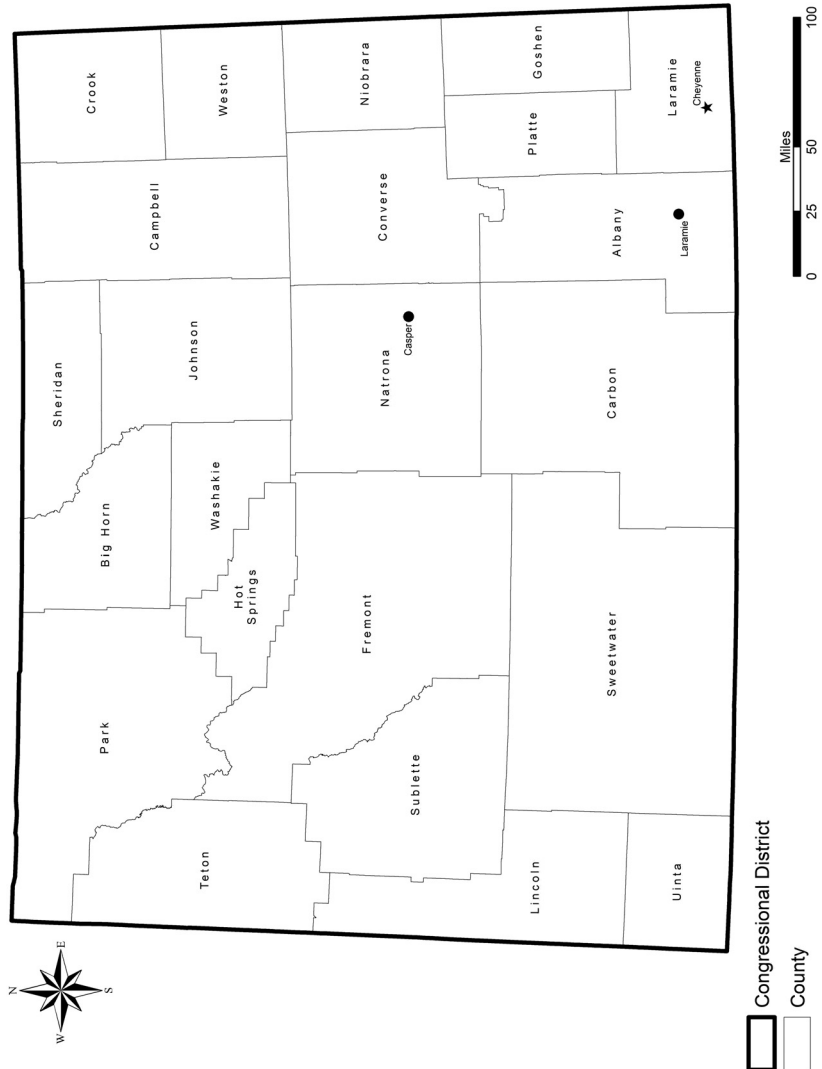 N
W
E
S
Park
Teton
Big Horn
Sheridan
Campbell
Crook
Johnson
Weston
Washakie
Hot
Springs
Fremont
Sublette
Natrona
Casper
Converse
Niobrara
Lincoln
Uinta
Sweetwater
Carbon
Albany
Laramie
Platte
Goshen
Laramie
Cheyenne
Congressional District
County
Miles
0
25
50
100